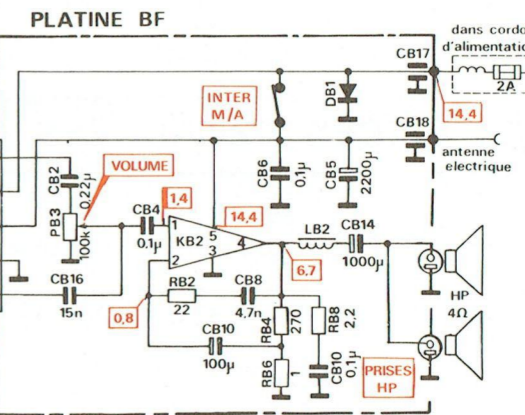 PLATINE BF
dans cordo
d'alimentati
CB17
2A
INTER
M/A
DB1
14,4
CB18
antenne
electrique
VOLUME
CB2
0.22µ
CB6
0.1µ
CB5
2200µ
PB3
100k
CB4
0.1µ
1,4
14,4
1
5
KB2
4
3
2
LB2
CB14
1000µ
6,7
CB16
15n
0,8
RB2
22
CB8
4,7n
HP
4Ω
RB4
270
RB8
2,2
CB10
100µ
CB10
0,1µ
RB6
1
PRISES
HP